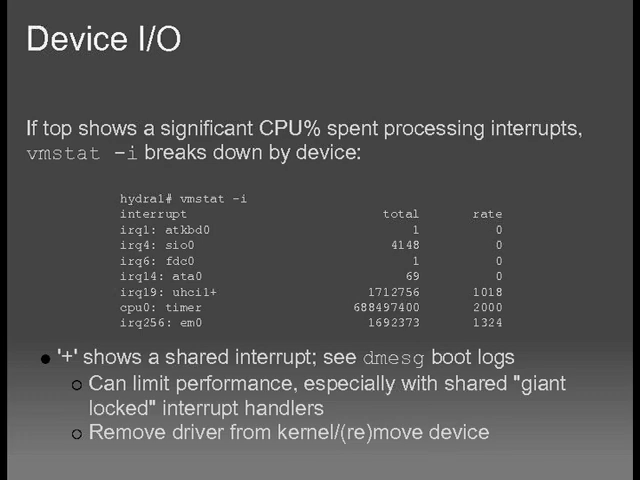 Device I/O
If top shows a significant CPU% spent processing interrupts,
vmstat -i breaks down by device:
hydra1# vmstat -i
interrupt total rate
irq1: atkbd0 1 0
irq4: sio0 4148 0
irq6: fdc0 1 0
irq14: ata0 69 0
irq19: uhci1+ 1712756 1018
cpu0: timer 688497400 2000
irq256: em0 1692373 1324
● '+' shows a shared interrupt; see dmesg boot logs
○ Can limit performance, especially with shared "giant
locked" interrupt handlers
○ Remove driver from kernel/(re)move device